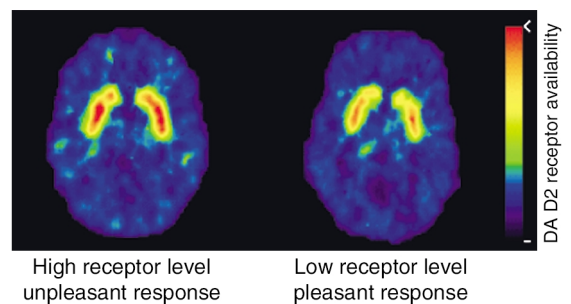 High receptor level
unpleasant response
Low receptor level
pleasant response
DA D2 receptor availability